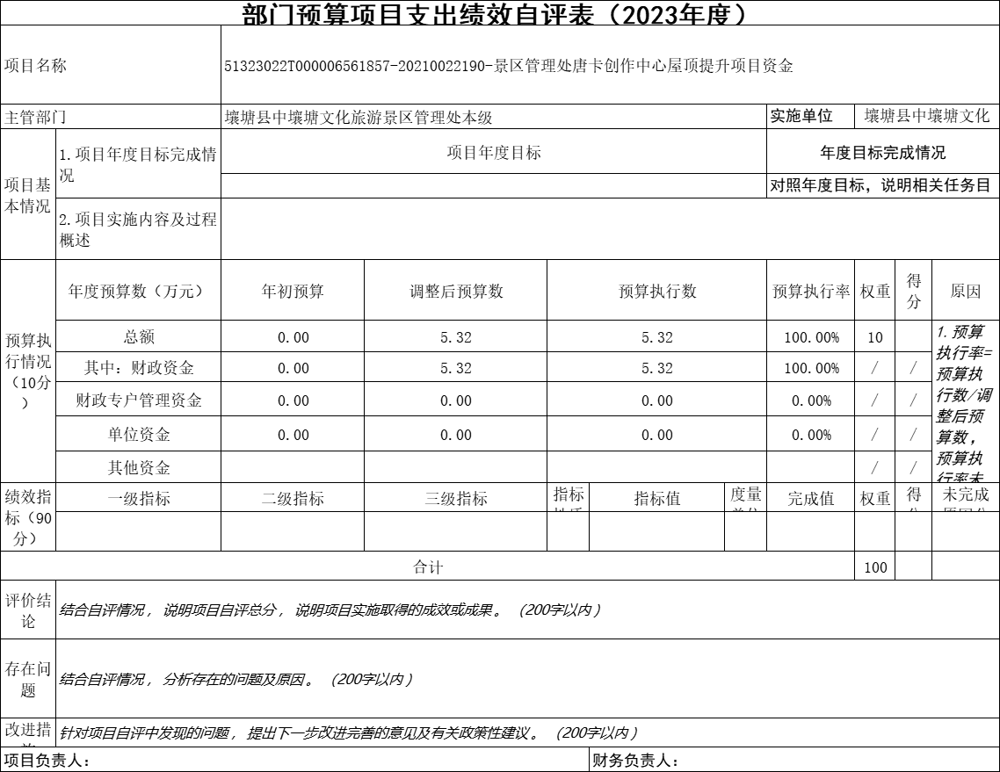 部门预算项目支出绩效自评表（2023年度）
项目名称 51323022T000006561857-20210022190-景区管理处唐卡创作中心屋顶提升项目资金
主管部门 壤塘县中壤塘文化旅游景区管理处本级 实施单位 壤塘县中壤塘文化
项目基本情况 1.项目年度目标完成情况 项目年度目标 年度目标完成情况
对照年度目标，说明相关任务目
2.项目实施内容及过程概述
预算执行情况（10分） 年度预算数（万元） 年初预算 调整后预算数 预算执行数 预算执行率 权重 得分 原因
总额 0.00 5.32 5.32 100.00% 10
其中：财政资金 0.00 5.32 5.32 100.00% / /
财政专户管理资金 0.00 0.00 0.00 0.00% / /
单位资金 0.00 0.00 0.00 0.00% / /
其他资金 / /
1.预算执行率=预算执行数/调整后预算数，预算执行率未
绩效指标（90分） 一级指标 二级指标 三级指标 指标 指标值 度量 完成值 权重 得 未完成
合计 100
评价结论 结合自评情况，说明项目自评总分，说明项目实施取得的成效或成果。（200字以内）
存在问题 结合自评情况，分析存在的问题及原因。（200字以内）
改进措 针对项目自评中发现的问题，提出下一步改进完善的意见及有关政策性建议。（200字以内）
项目负责人： 财务负责人：